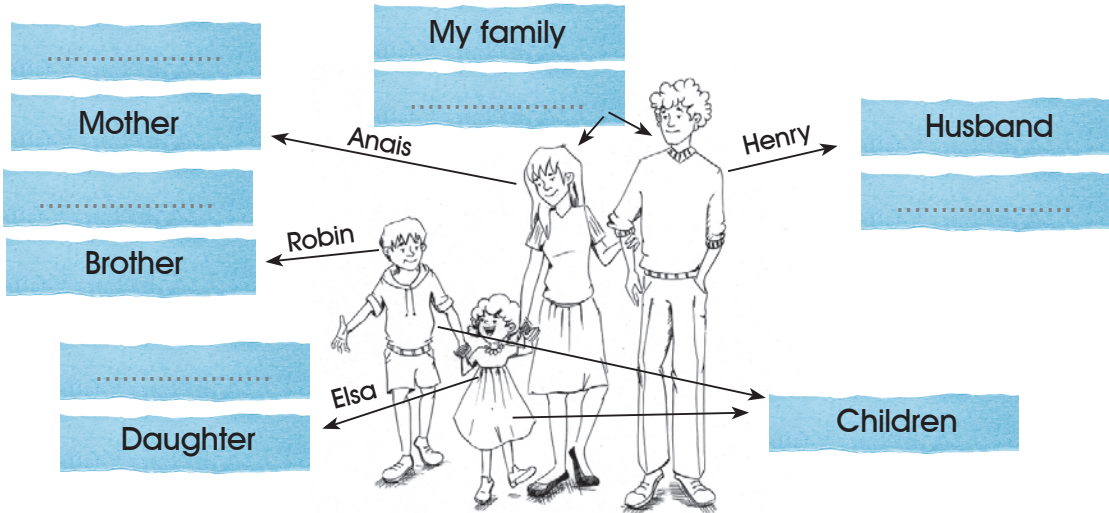 My family
Mother
Anais
Henry
Husband
Robin
Brother
Elsa
Daughter
Children